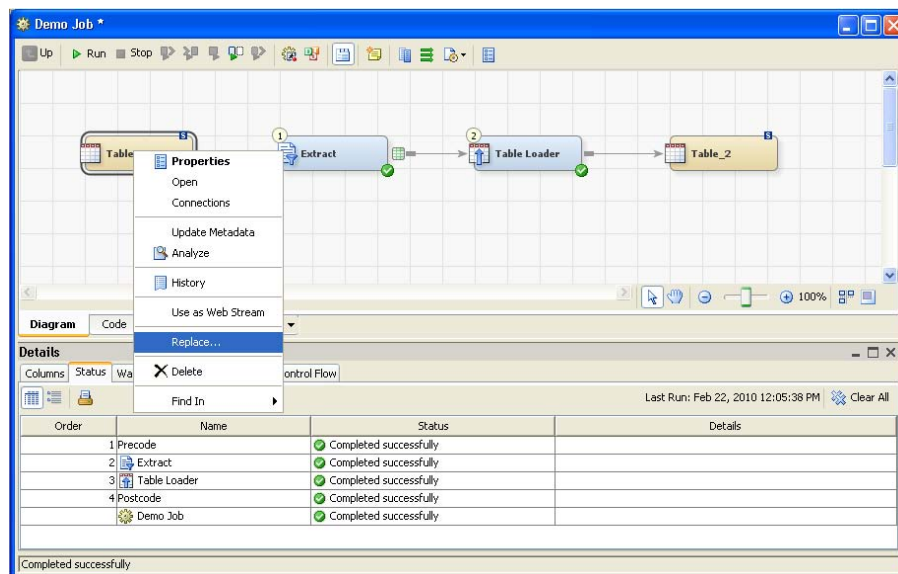 Demo Job *
Up Run Stop
1 2
Table Extract Table Loader Table_2
Properties
Open
Connections
Update Metadata
Analyze
History
Use as Web Stream
Replace...
Delete
Find In
100%
Diagram Code
Details
Columns Status Wa ontrol Flow
Last Run: Feb 22, 2010 12:05:38 PM Clear All
Order Name Status Details
1 Precode Completed successfully
2 Extract Completed successfully
3 Table Loader Completed successfully
4 Postcode Completed successfully
Demo Job Completed successfully
Completed successfully